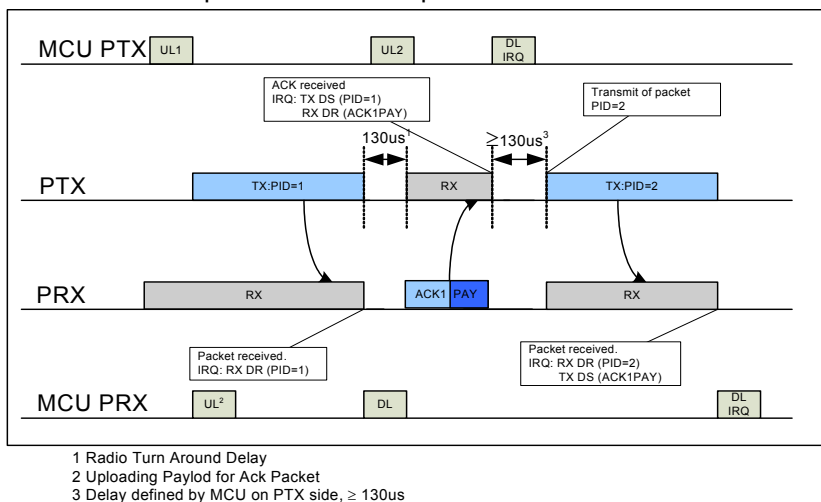 MCU PTX
UL1
UL2
DL
IRQ
ACK received
IRQ: TX DS (PID=1)
RX DR (ACK1PAY)
Transmit of packet
PID=2
130us1
≥130us3
PTX
TX:PID=1
RX
TX:PID=2
PRX
RX
ACK1
PAY
RX
Packet received.
IRQ: RX DR (PID=1)
Packet received.
IRQ: RX DR (PID=2)
TX DS (ACK1PAY)
MCU PRX
UL2
DL
DL
IRQ
1 Radio Turn Around Delay
2 Uploading Paylod for Ack Packet
3 Delay defined by MCU on PTX side, ≥ 130us